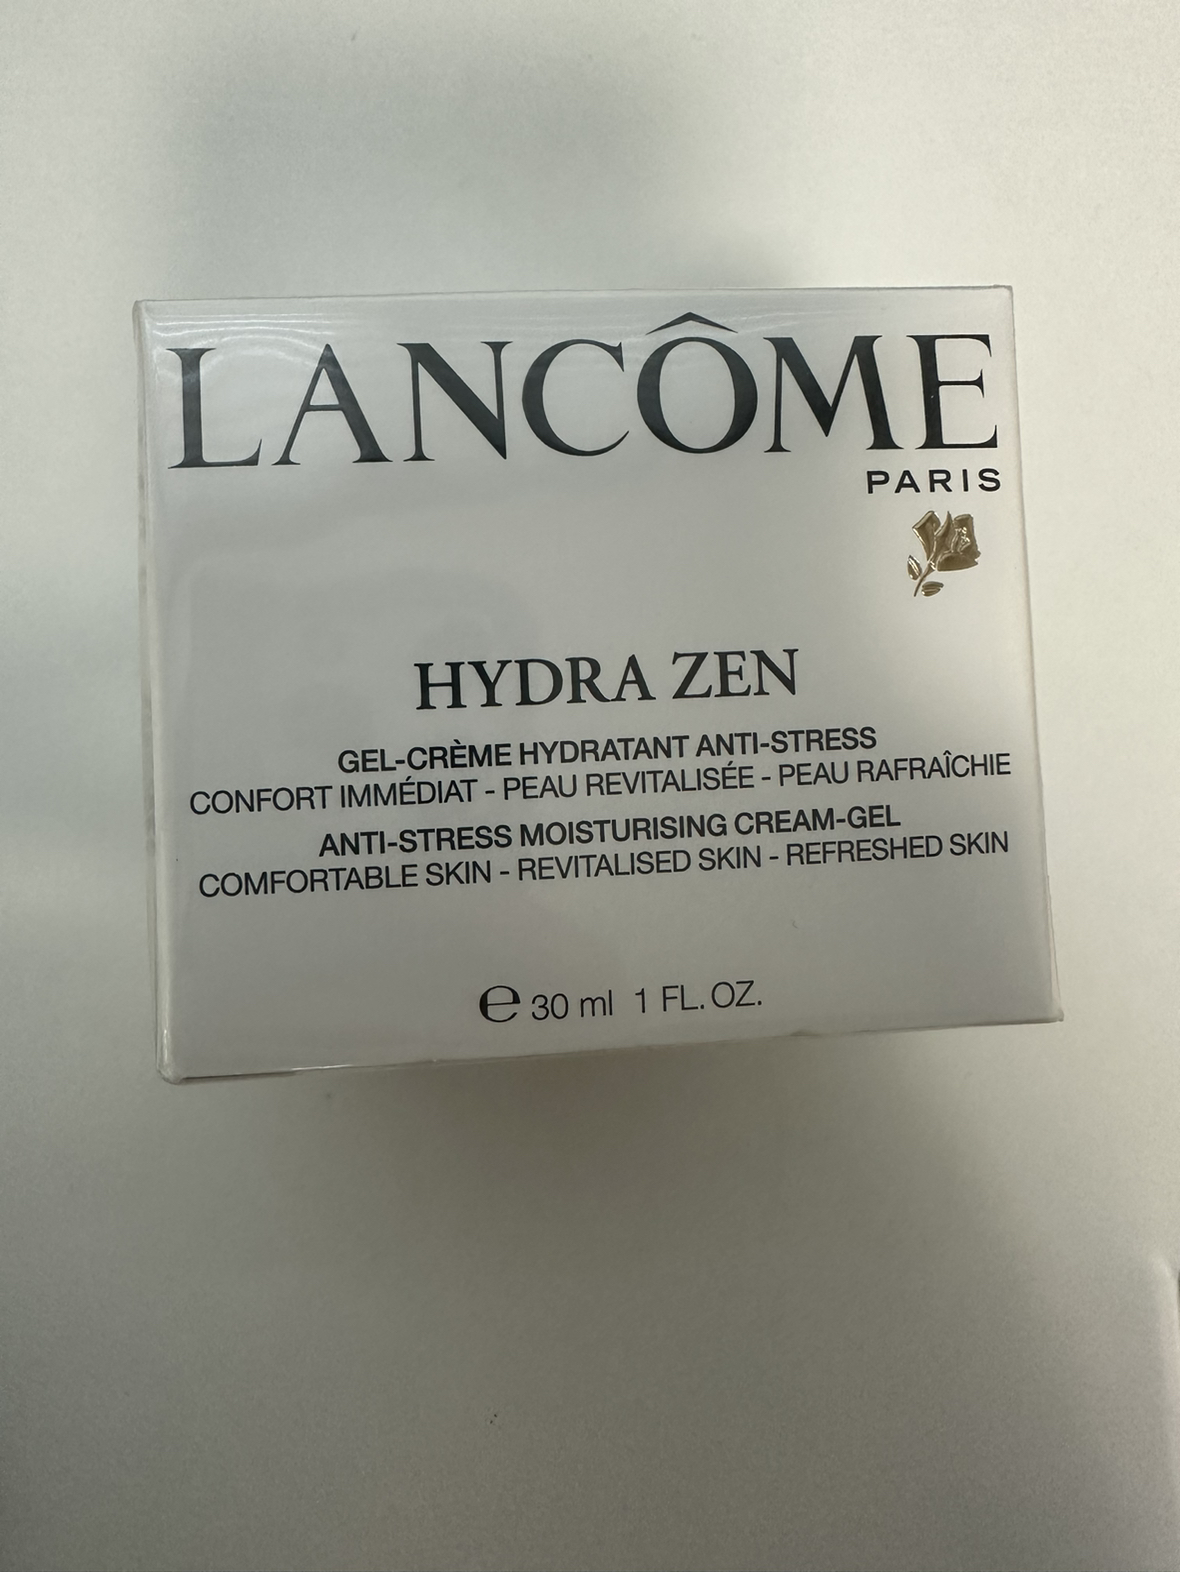 LANCÔME
PARIS
HYDRA ZEN
GEL-CRÈME HYDRATANT ANTI-STRESS
CONFORT IMMÉDIAT - PEAU REVITALISÉE - PEAU RAFRAÎCHIE
ANTI-STRESS MOISTURISING CREAM-GEL
COMFORTABLE SKIN - REVITALISED SKIN - REFRESHED SKIN
℮ 30 ml 1 FL. OZ.